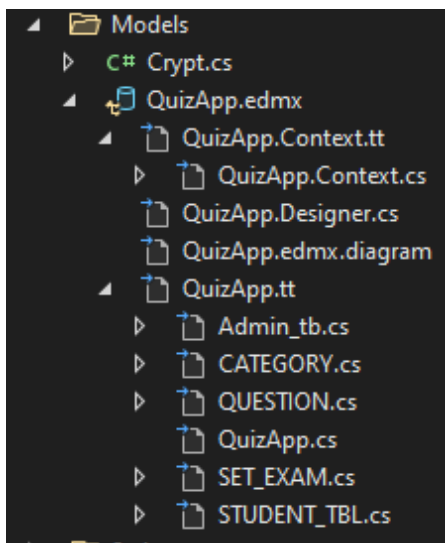 Models
C# Crypt.cs
QuizApp.edmx
QuizApp.Context.tt
QuizApp.Context.cs
QuizApp.Designer.cs
QuizApp.edmx.diagram
QuizApp.tt
Admin_tb.cs
CATEGORY.cs
QUESTION.cs
QuizApp.cs
SET_EXAM.cs
STUDENT_TBL.cs